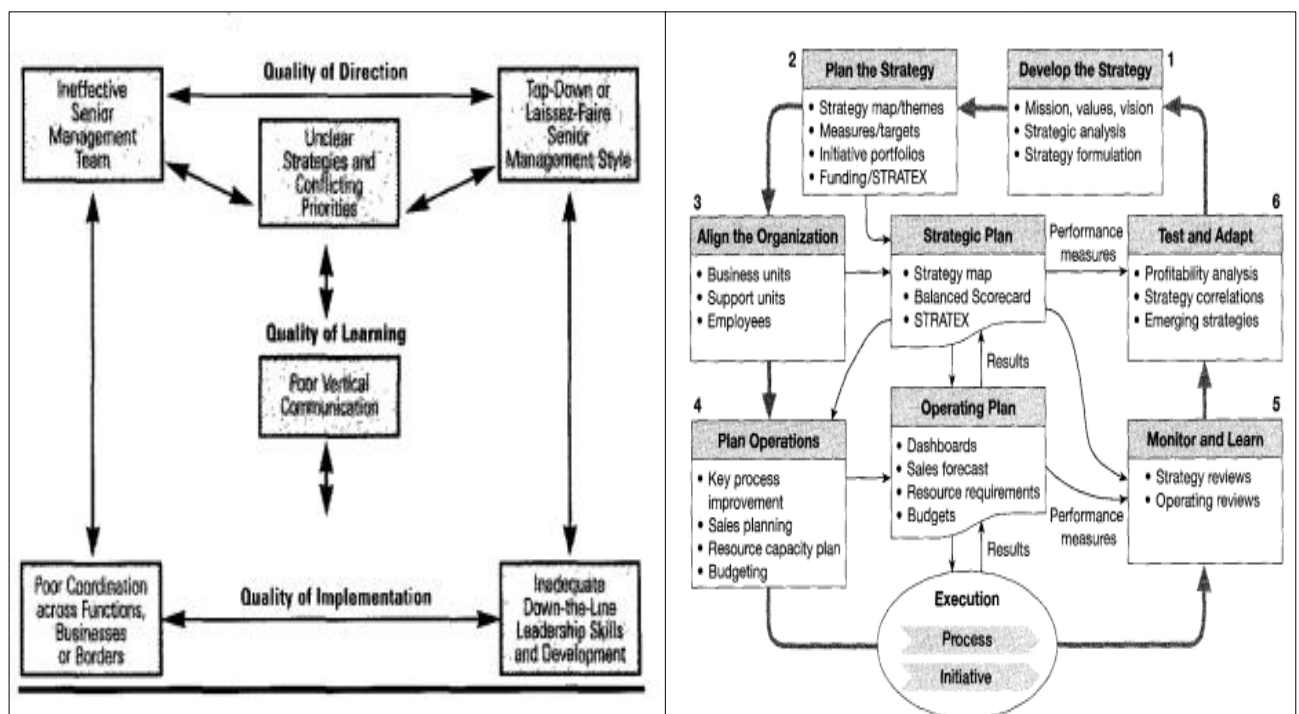 Quality of Direction
Ineffective
Senior
Management
Team
Unclear
Strategies and
Conflicting
Priorities
Top-Down or
Laissez-Faire
Senior
Management Style
Quality of Learning
Poor Vertical
Communication
Poor Coordination
across Functions,
Businesses
or Borders
Quality of Implementation
Inadequate
Down-the-Line
Leadership Skills
and Development
2
Plan the Strategy
• Strategy map/themes
• Measures/targets
• Initiative portfolios
• Funding/STRATEX
1
Develop the Strategy
• Mission, values, vision
• Strategic analysis
• Strategy formulation
3
Align the Organization
• Business units
• Support units
• Employees
Strategic Plan
• Strategy map
• Balanced Scorecard
• STRATEX
Performance
measures
6
Test and Adapt
• Profitability analysis
• Strategy correlations
• Emerging strategies
Results
4
Plan Operations
• Key process
improvement
• Sales planning
• Resource capacity plan
• Budgeting
Operating Plan
• Dashboards
• Sales forecast
• Resource requirements
• Budgets
Performance
measures
5
Monitor and Learn
• Strategy reviews
• Operating reviews
Results
Execution
Process
Initiative